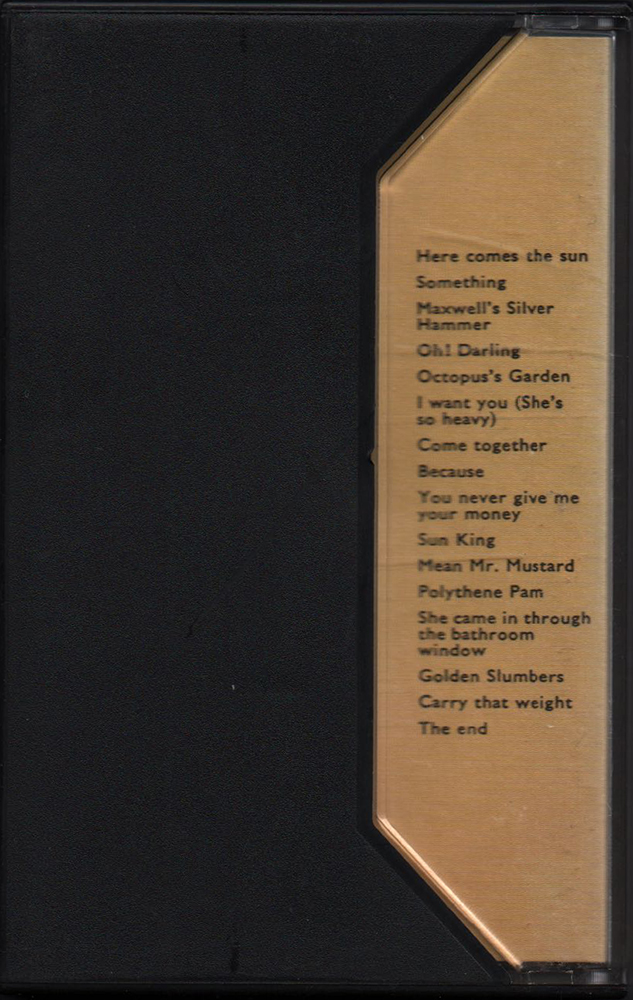 Here comes the sun
Something
Maxwell's Silver
Hammer
Oh! Darling
Octopus's Garden
I want you (She's
so heavy)
Come together
Because
You never give me
your money
Sun King
Mean Mr. Mustard
Polythene Pam
She came in through
the bathroom
window
Golden Slumbers
Carry that weight
The end